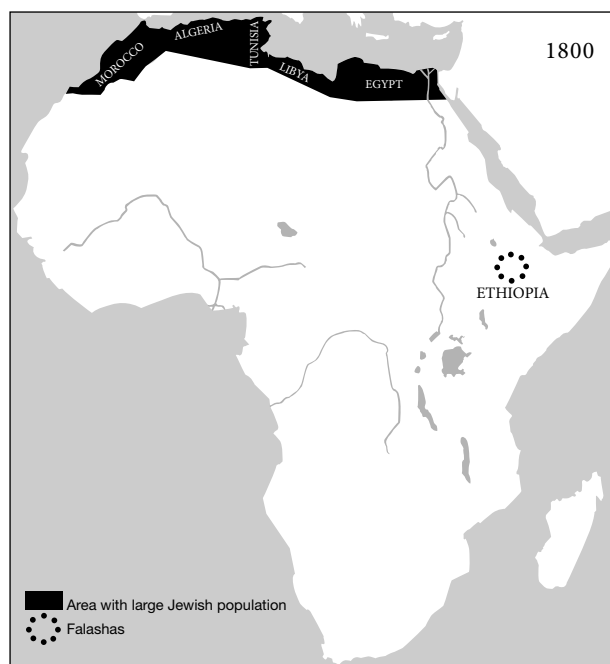 1800
MOROCCO
ALGERIA
TUNISIA
LIBYA
EGYPT
ETHIOPIA
Area with large Jewish population
Falashas